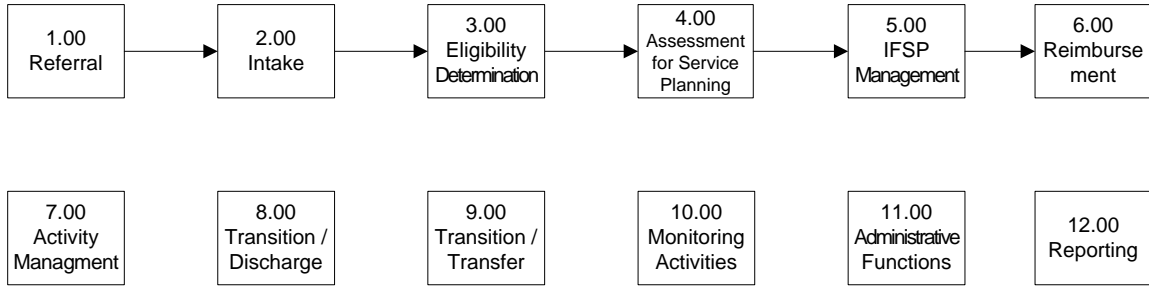 1.00
Referral
2.00
Intake
3.00
Eligibility
Determination
4.00
Assessment
for Service
Planning
5.00
IFSP
Management
6.00
Reimburse
ment
7.00
Activity
Managment
8.00
Transition /
Discharge
9.00
Transition /
Transfer
10.00
Monitoring
Activities
11.00
Administrative
Functions
12.00
Reporting